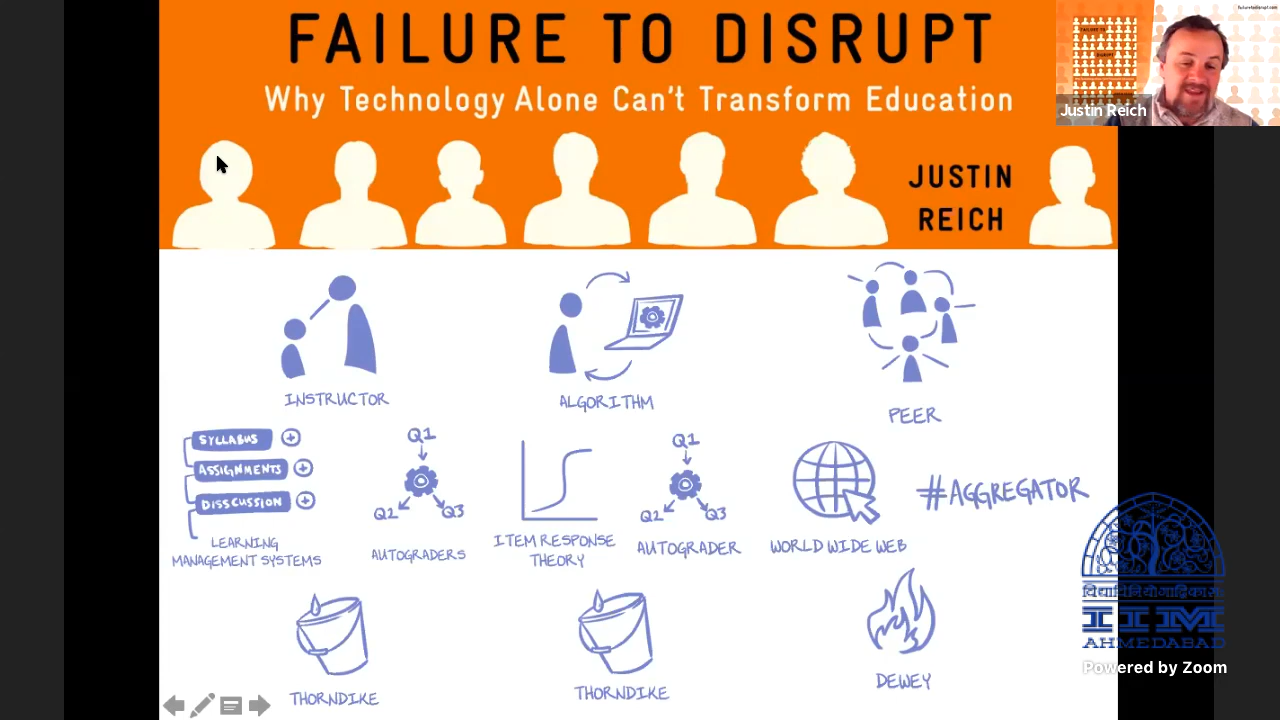 FAILURE TO DISRUPT
Why Technology Alone Can't Transform Education
JUSTIN
REICH
Justin Reich
INSTRUCTOR
ALGORITHM
PEER
SYLLABUS
ASSIGNMENTS
DISSCUSSION
LEARNING
MANAGEMENT SYSTEMS
Q1
Q2
Q3
AUTOGRADERS
ITEM RESPONSE
THEORY
Q1
Q2
Q3
AUTOGRADER
WORLD WIDE WEB
#AGGREGATOR
THORNDIKE
THORNDIKE
DEWEY
IIM
AHMEDABAD
Powered by Zoom